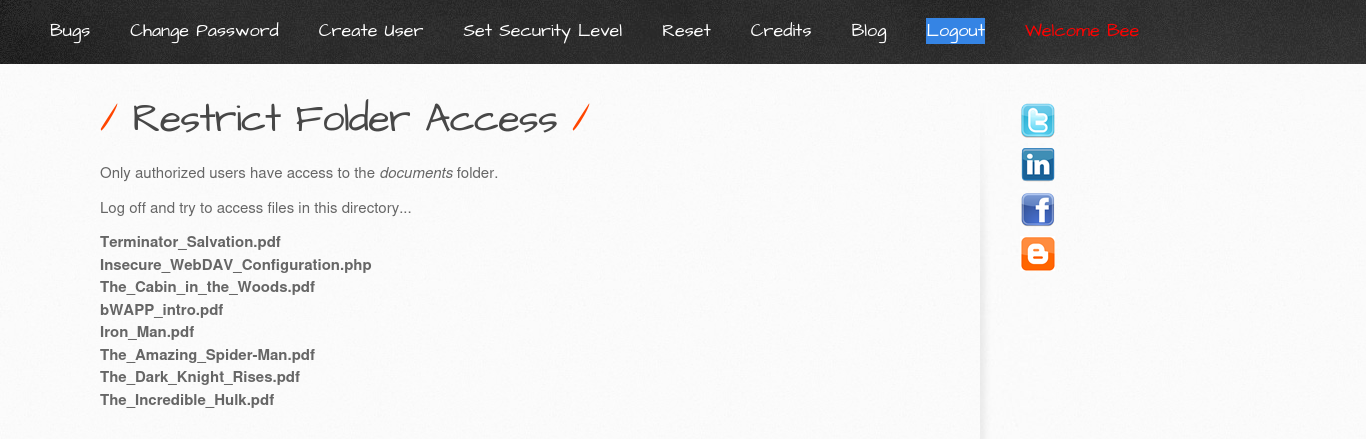 Bugs Change Password Create User Set Security Level Reset Credits Blog Logout Welcome Bee
/ Restrict Folder Access /
Only authorized users have access to the documents folder.
Log off and try to access files in this directory...
Terminator_Salvation.pdf
Insecure_WebDAV_Configuration.php
The_Cabin_in_the_Woods.pdf
bWAPP_intro.pdf
Iron_Man.pdf
The_Amazing_Spider-Man.pdf
The_Dark_Knight_Rises.pdf
The_Incredible_Hulk.pdf